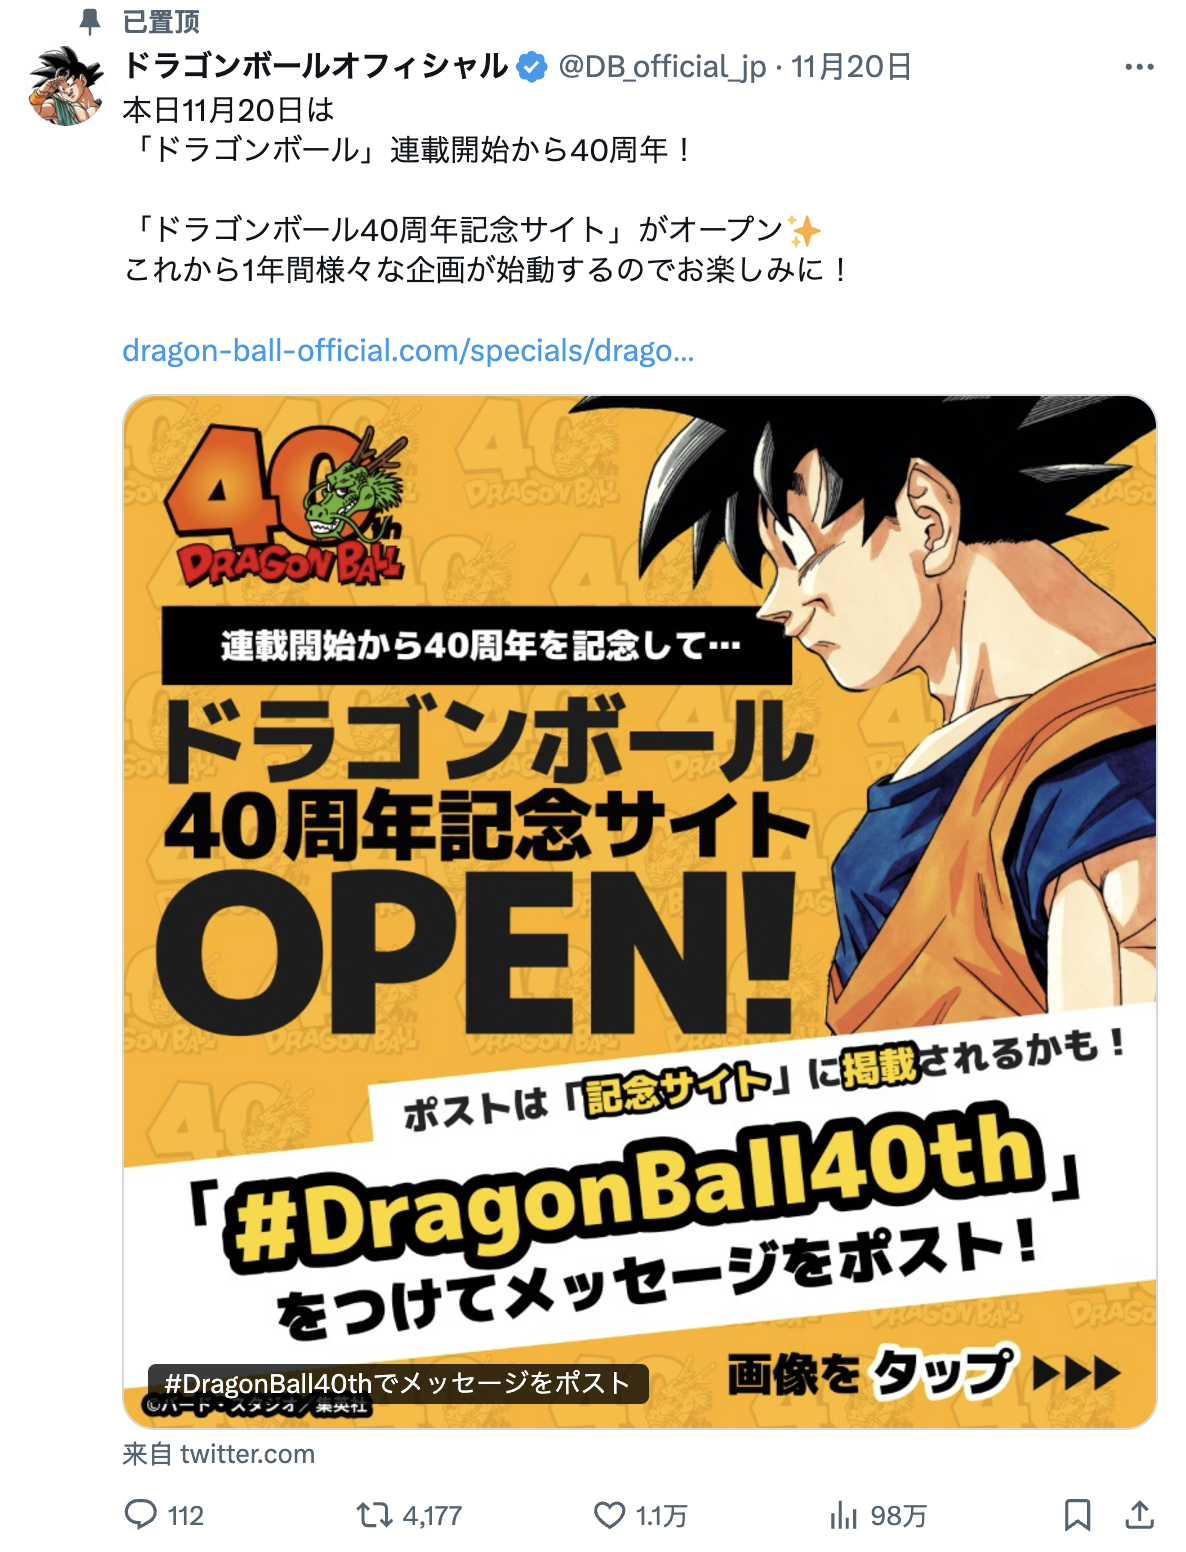 已置顶
ドラゴンボールオフィシャル @DB_official_jp · 11月20日
本日11月20日は
「ドラゴンボール」連載開始から40周年！
「ドラゴンボール40周年記念サイト」がオープン✨
これから1年間様々な企画が始動するのでお楽しみに！
dragon-ball-official.com/specials/drago...
40th
DRAGON BALL
連載開始から40周年を記念して…
ドラゴンボール
40周年記念サイト
OPEN!
ポストは「記念サイト」に掲載されるかも！
「#DragonBall40th」
をつけてメッセージをポスト！
画像をタップ▶▶▶
#DragonBall40thでメッセージをポスト
©バード・スタジオ／集英社
来自 twitter.com
112 4,177 1.1万 98万